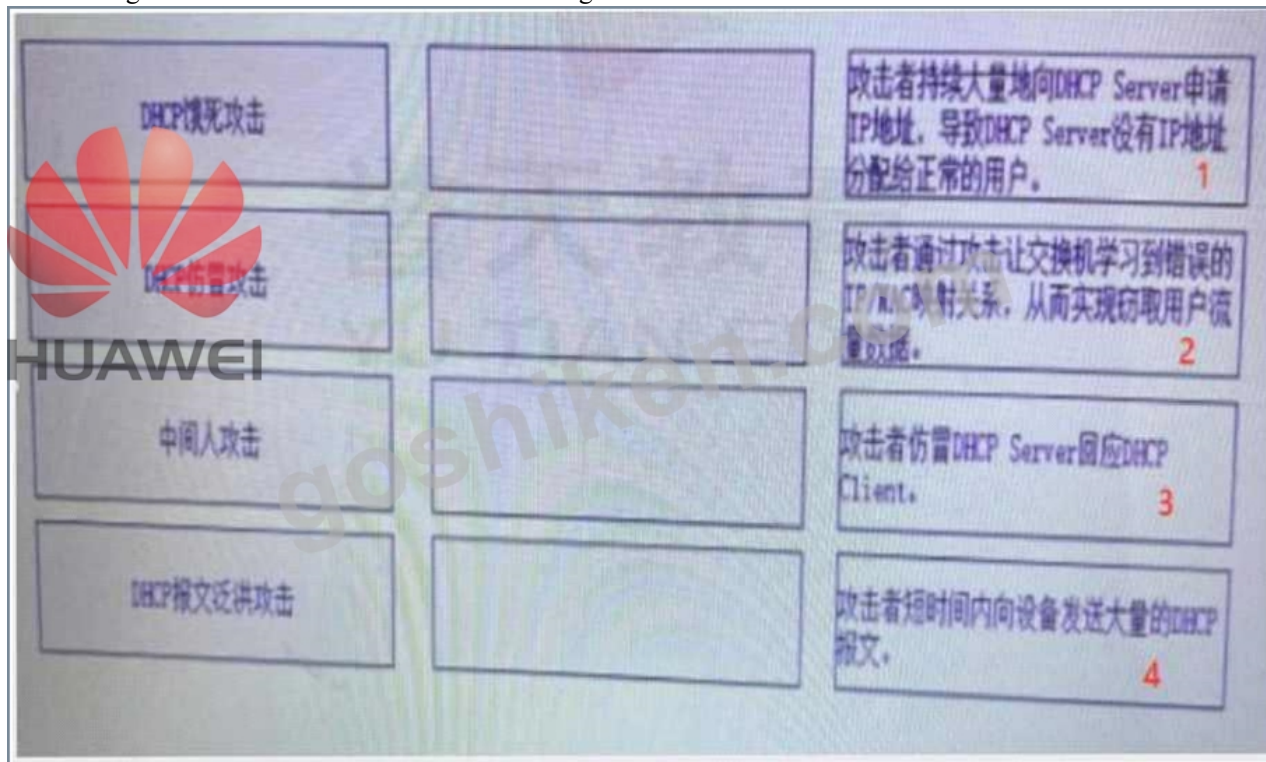 DHCP馍死攻击
攻击者持续大量地向DHCP Server申请
IP地址，导致DHCP Server没有IP地址
分配给正常的用户。
1
DHCP仿冒攻击
攻击者通过攻击让交换机学习到错误的
IP/MAC映射关系，从而实现窃取用户流
量数据。
2
HUAWEI
中间人攻击
攻击者仿冒DHCP Server回应DHCP
Client。
3
DHCP报文泛洪攻击
攻击者短时间内向设备发送大量的DHCP
报文。
4
goshiken.com